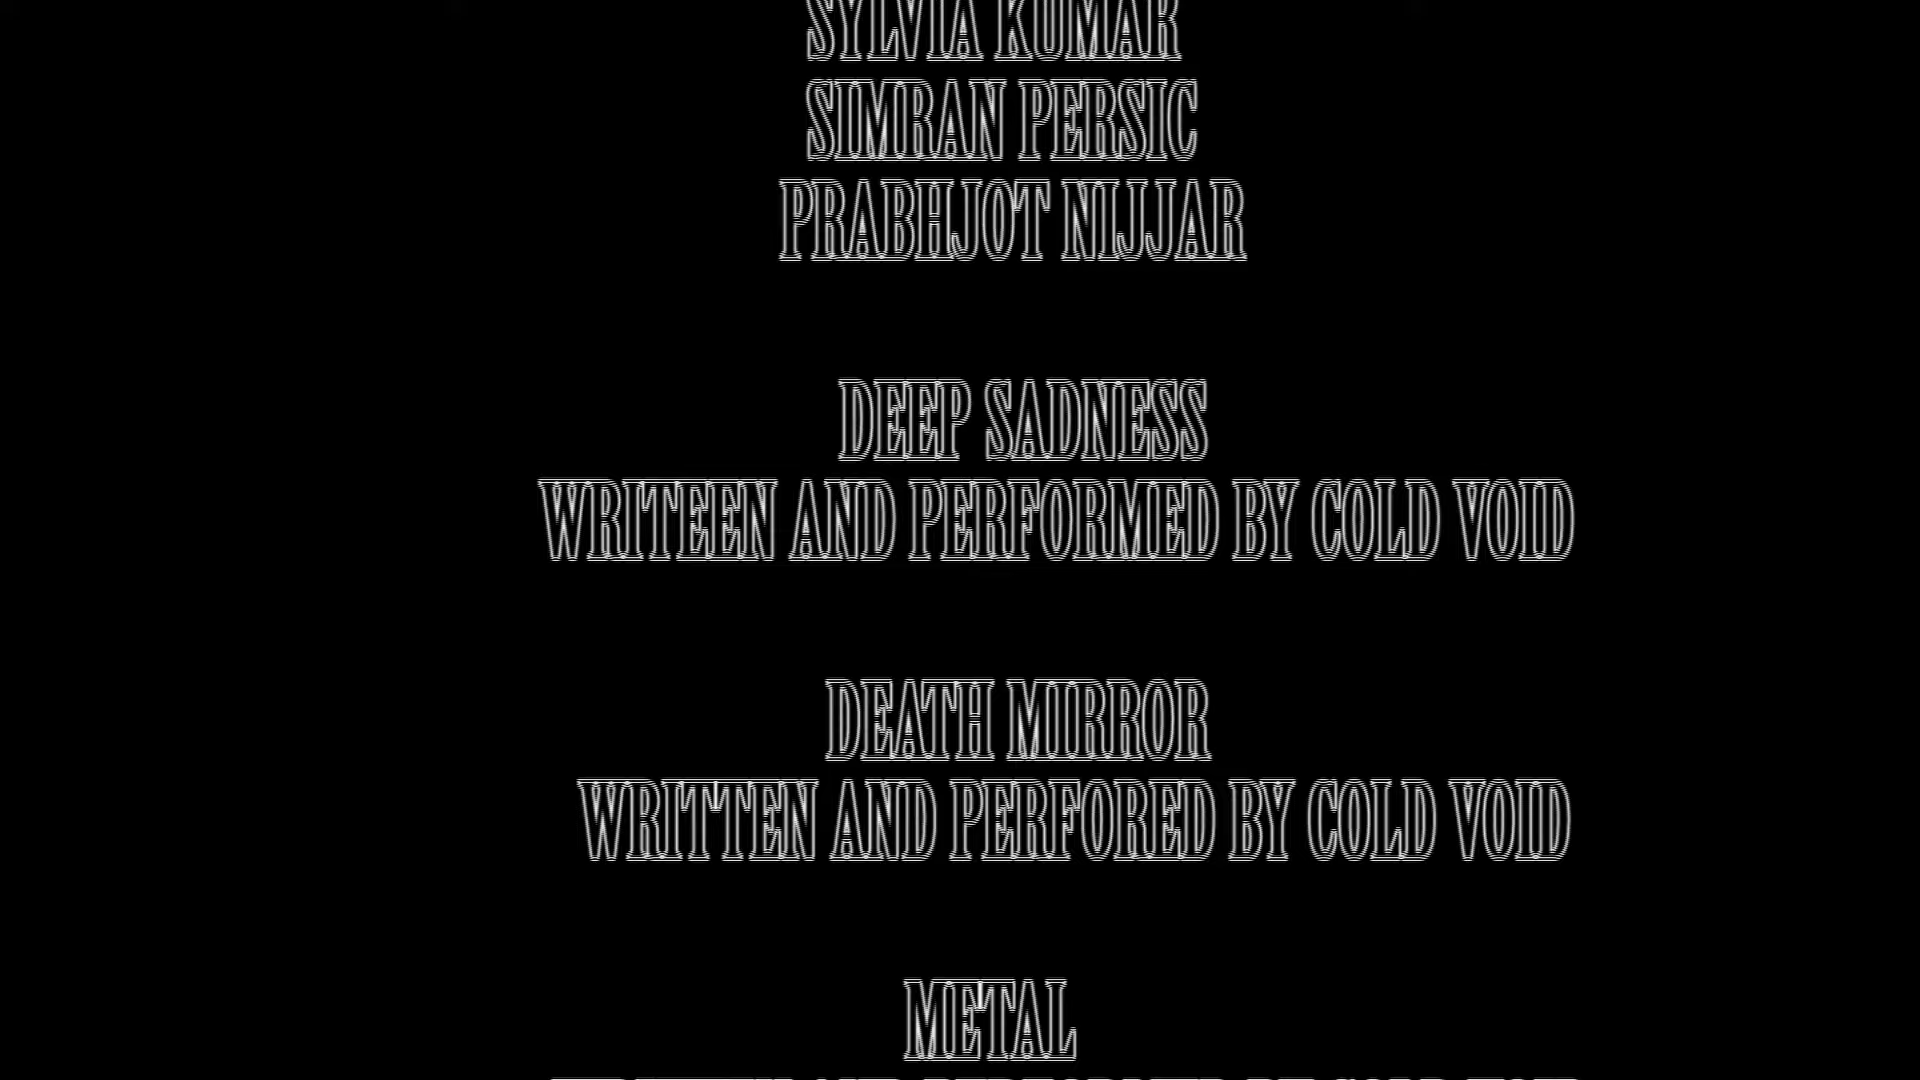 SYLVIA KUMAR
SIMRAN PERSIC
PRABHJOT NIJJAR
DEEP SADNESS
WRITEEN AND PERFORMED BY COLD VOID
DEATH MIRROR
WRITTEN AND PERFORED BY COLD VOID
METAL